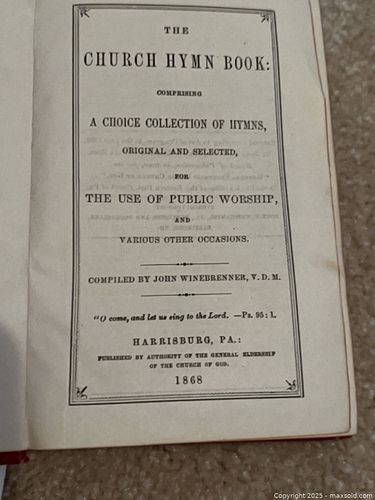 THE
CHURCH HYMN BOOK:
COMPRISING
A CHOICE COLLECTION OF HYMNS,
ORIGINAL AND SELECTED,
FOR
THE USE OF PUBLIC WORSHIP,
AND
VARIOUS OTHER OCCASIONS.
COMPILED BY JOHN WINEBRENNER, V. D. M.
"O come, and let us sing to the Lord. —Ps. 95 : 1.
HARRISBURG, PA.:
PUBLISHED BY AUTHORITY OF THE GENERAL ELDERSHIP
OF THE CHURCH OF GOD.
1868
Copyright 2025 - maxsold.com